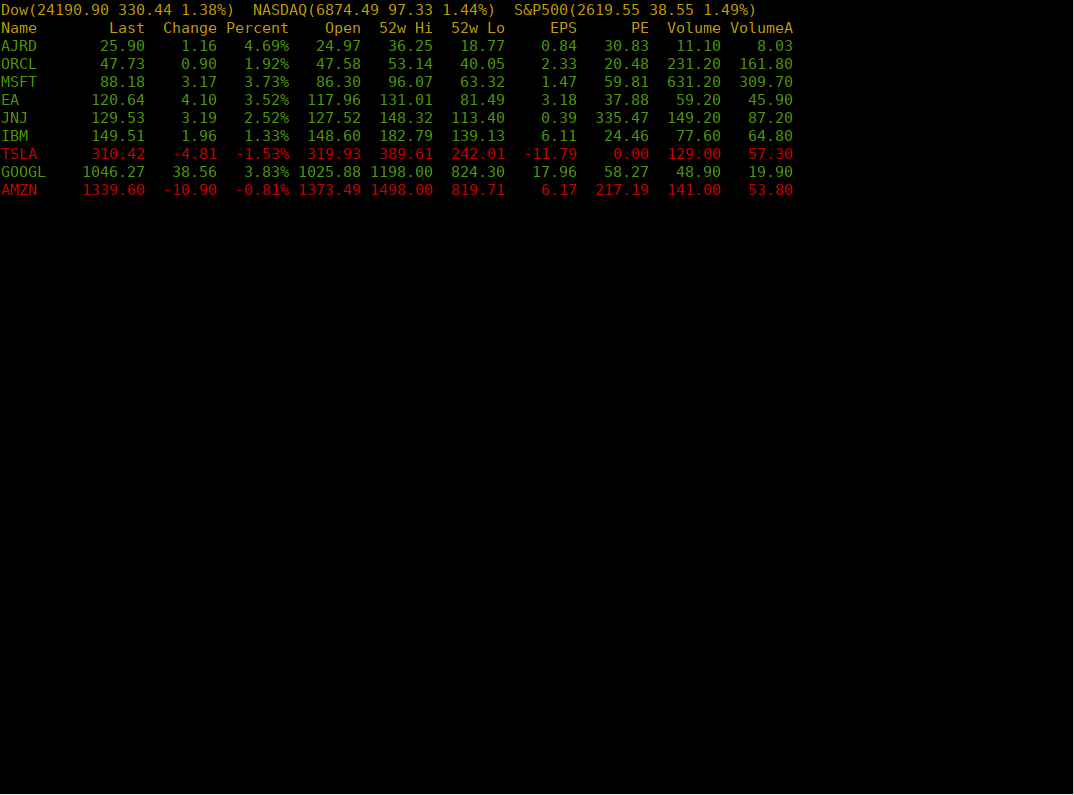 Dow(24190.90 330.44 1.38%)  NASDAQ(6874.49 97.33 1.44%)  S&P500(2619.55 38.55 1.49%)
Name        Last  Change Percent    Open  52w Hi  52w Lo     EPS      PE  Volume VolumeA
AJRD       25.90    1.16   4.69%   24.97   36.25   18.77    0.84   30.83   11.10    8.03
ORCL       47.73    0.90   1.92%   47.58   53.14   40.05    2.33   20.48  231.20  161.80
MSFT       88.18    3.17   3.73%   86.30   96.07   63.32    1.47   59.81  631.20  309.70
EA        120.64    4.10   3.52%  117.96  131.01   81.49    3.18   37.88   59.20   45.90
JNJ       129.53    3.19   2.52%  127.52  148.32  113.40    0.39  335.47  149.20   87.20
IBM       149.51    1.96   1.33%  148.60  182.79  139.13    6.11   24.46   77.60   64.80
TSLA      310.42   -4.81  -1.53%  319.93  389.61  242.01  -11.79    0.00  129.00   57.30
GOOGL    1046.27   38.56   3.83% 1025.88 1198.00  824.30   17.96   58.27   48.90   19.90
AMZN     1339.60  -10.90  -0.81% 1373.49 1498.00  819.71    6.17  217.19  141.00   53.80